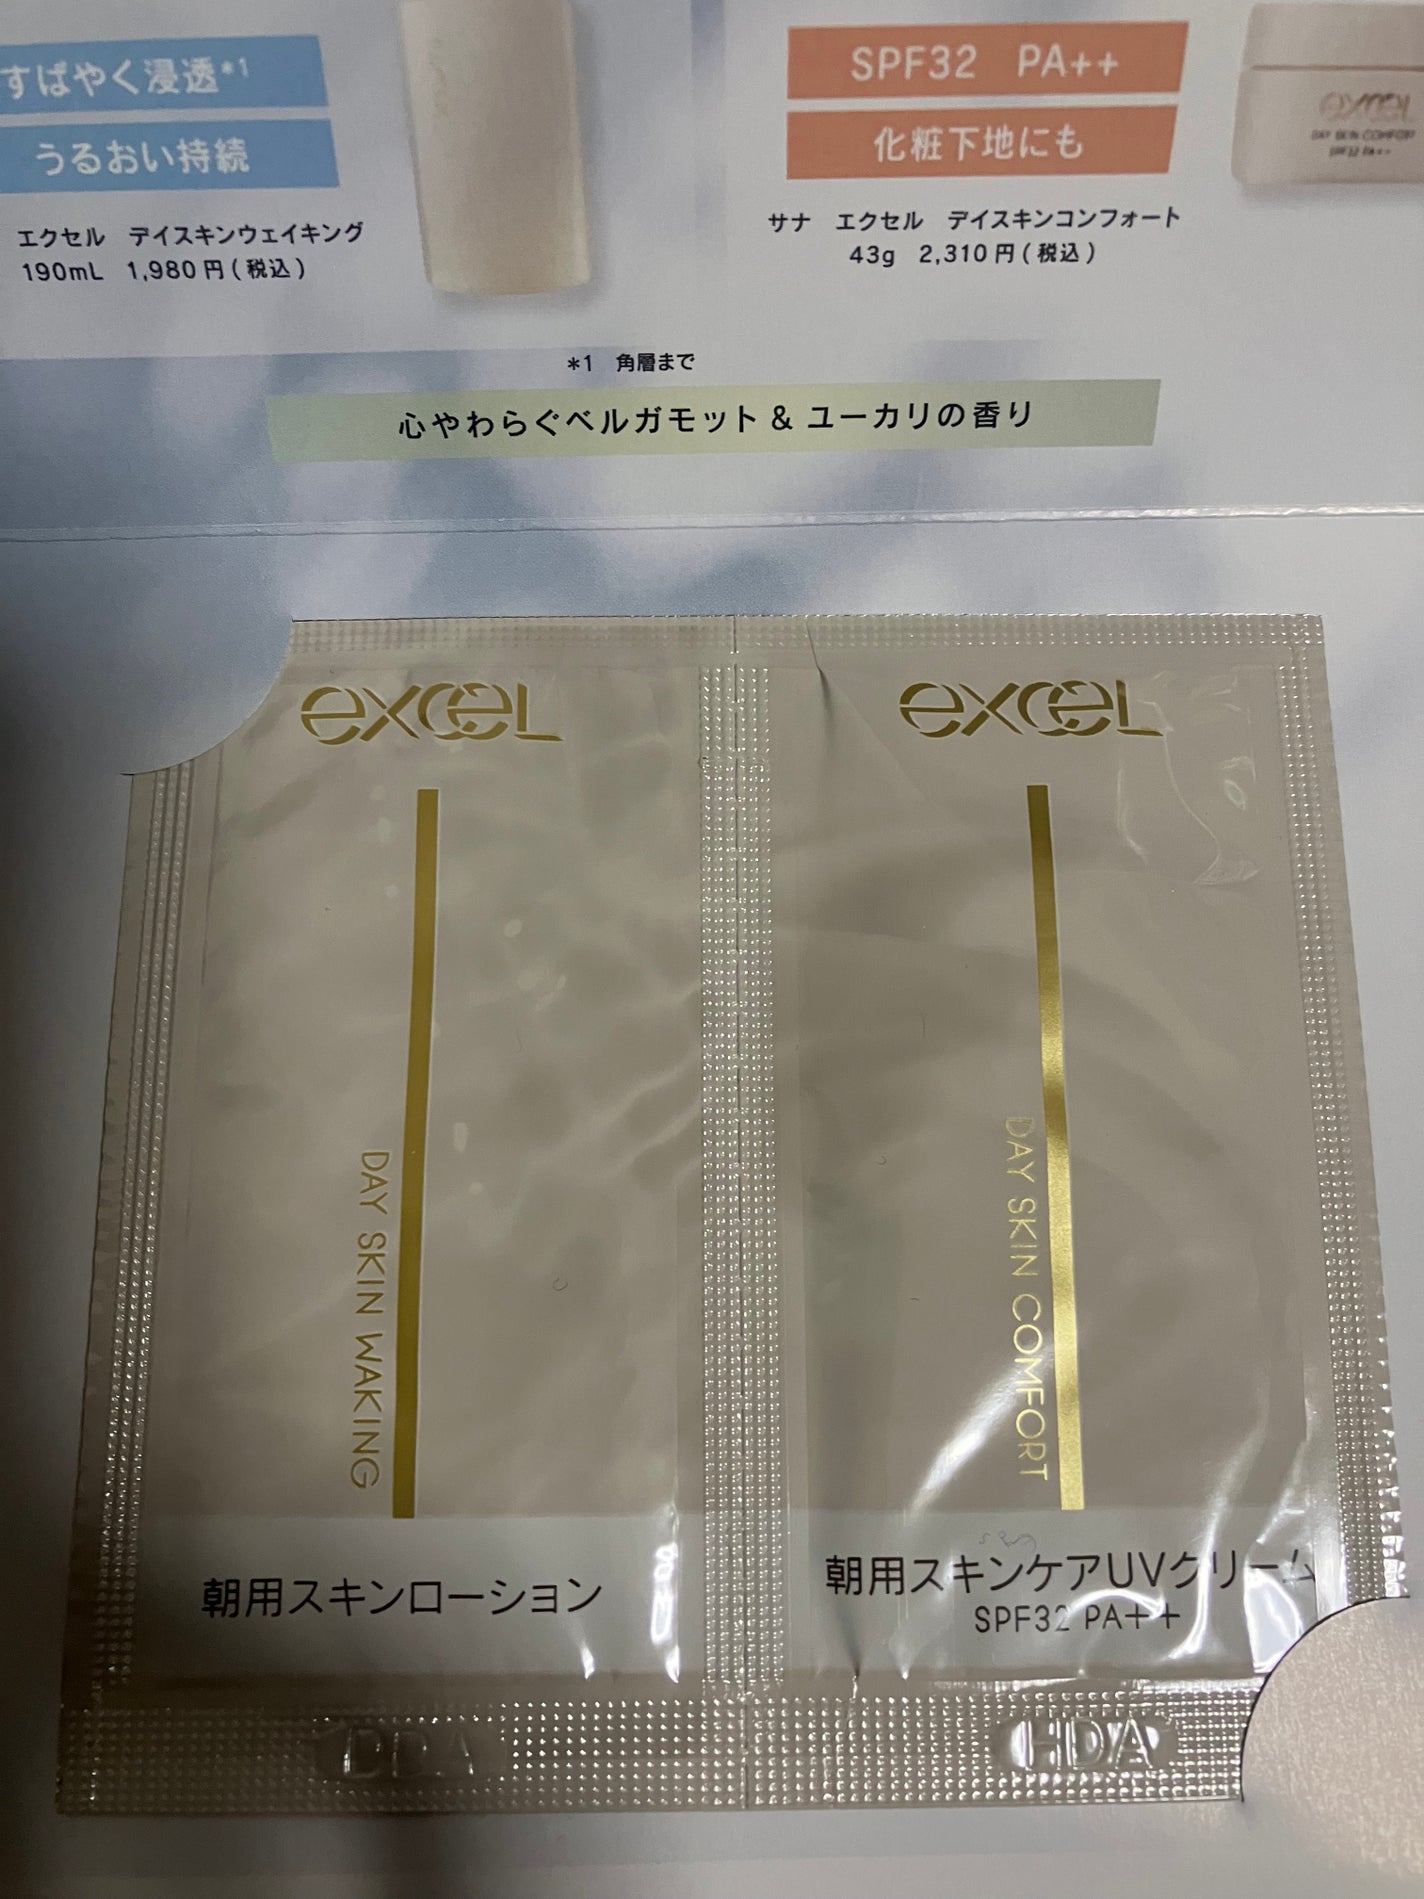 すばやく浸透*1
うるおい持続
エクセル デイスキンウェイキング
190mL 1,980円(税込)
SPF32 PA++
化粧下地にも
サナ エクセル デイスキンコンフォート
43g 2,310円(税込)
excel
DAY SKIN COMFORT
SPF32 PA++
*1 角層まで
心やわらぐベルガモット & ユーカリの香り
excel
DAY SKIN WAKING
朝用スキンローション
excel
DAY SKIN COMFORT
朝用スキンケアUVクリーム
SPF32 PA++
HDA